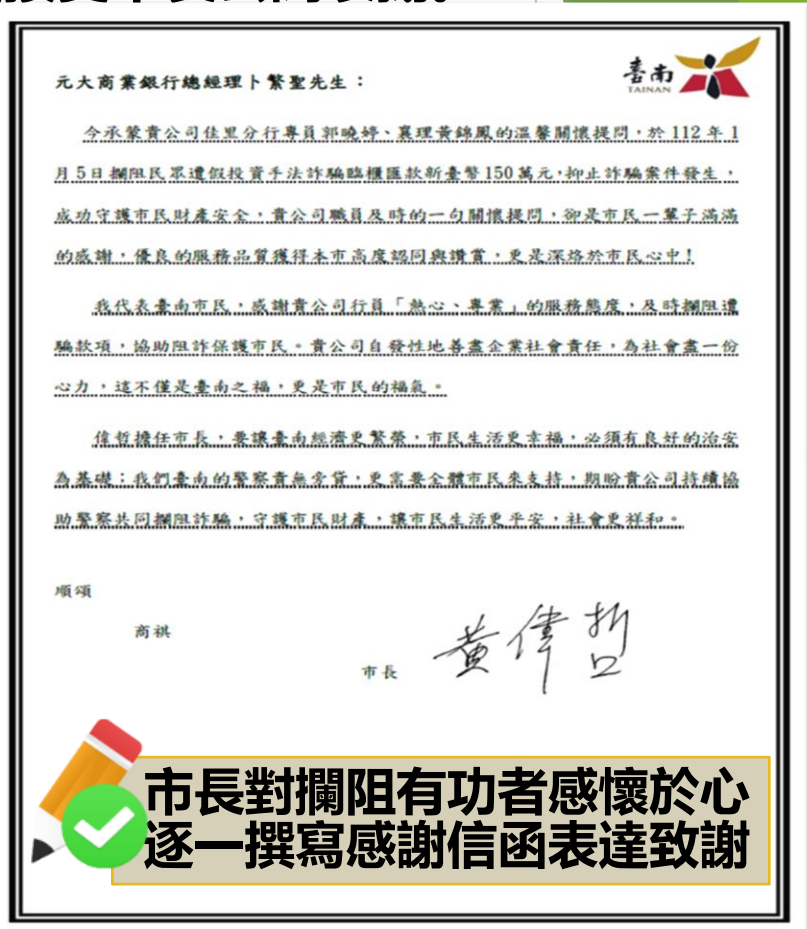 元大商業銀行總經理卜繁聖先生：
臺南
TAINAN
今承蒙貴公司佳里分行專員郭曉婷、襄理黃錦鳳的溫馨關懷提問，於 112 年 1
月 5 日攔阻民眾遭假投資手法詐騙臨櫃匯款新臺幣 150 萬元，抑止詐騙案件發生，
成功守護市民財產安全，貴公司職員及時的一句關懷提問，卻是市民一輩子滿滿
的感謝，優良的服務品質獲得本市高度認同與讚賞，更是深烙於市民心中！
我代表臺南市民，感謝貴公司行員「熱心、專業」的服務態度，及時攔阻遭
騙款項，協助阻詐保護市民。貴公司自發性地善盡企業社會責任，為社會盡一份
心力，這不僅是臺南之福，更是市民的福氣。
偉哲擔任市長，要讓臺南經濟更繁榮，市民生活更幸福，必須有良好的治安
為基礎；我們臺南的警察責無旁貸，更需要全體市民來支持，期盼貴公司持續協
助警察共同攔阻詐騙，守護市民財產，讓市民生活更平安，社會更祥和。
順頌
商祺
市長 黃偉哲
市長對攔阻有功者感懷於心
逐一撰寫感謝信函表達致謝